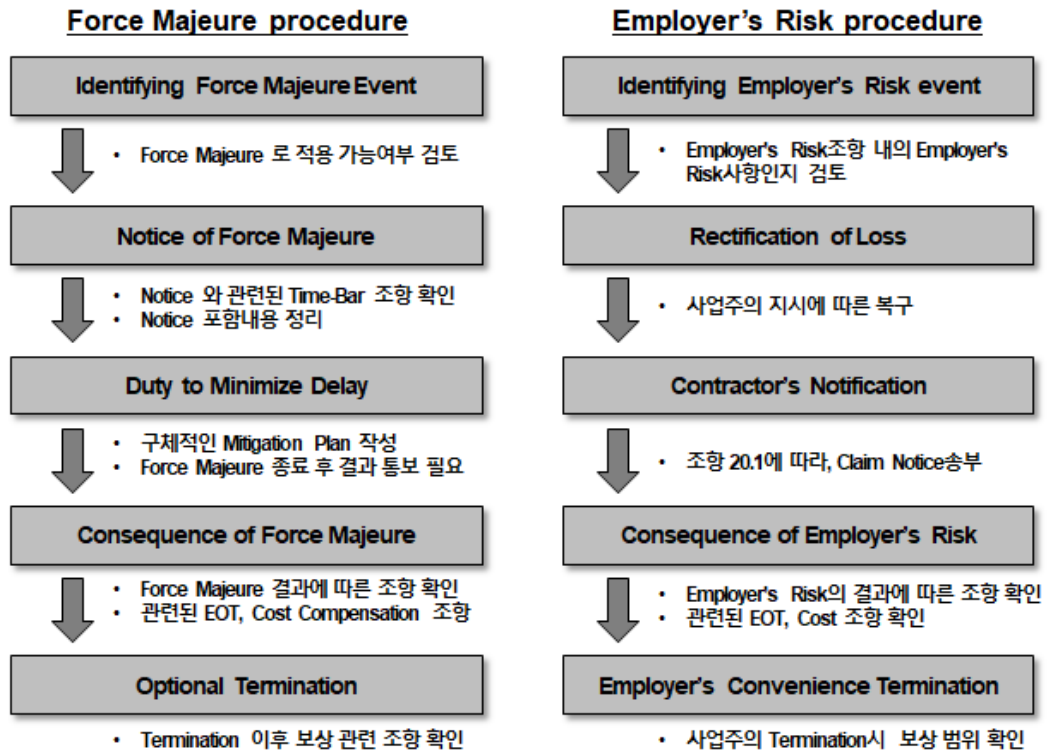 Force Majeure procedure
Identifying Force Majeure Event
• Force Majeure 로 적용 가능여부 검토
Notice of Force Majeure
• Notice 와 관련된 Time-Bar 조항 확인
• Notice 포함내용 정리
Duty to Minimize Delay
• 구체적인 Mitigation Plan 작성
• Force Majeure 종료 후 결과 통보 필요
Consequence of Force Majeure
• Force Majeure 결과에 따른 조항 확인
• 관련된 EOT, Cost Compensation 조항
Optional Termination
• Termination 이후 보상 관련 조항 확인
Employer's Risk procedure
Identifying Employer's Risk event
• Employer's Risk조항 내의 Employer's
Risk사항인지 검토
Rectification of Loss
• 사업주의 지시에 따른 복구
Contractor's Notification
• 조항 20.1에 따라, Claim Notice송부
Consequence of Employer's Risk
• Employer's Risk의 결과에 따른 조항 확인
• 관련된 EOT, Cost 조항 확인
Employer's Convenience Termination
• 사업주의 Termination시 보상 범위 확인